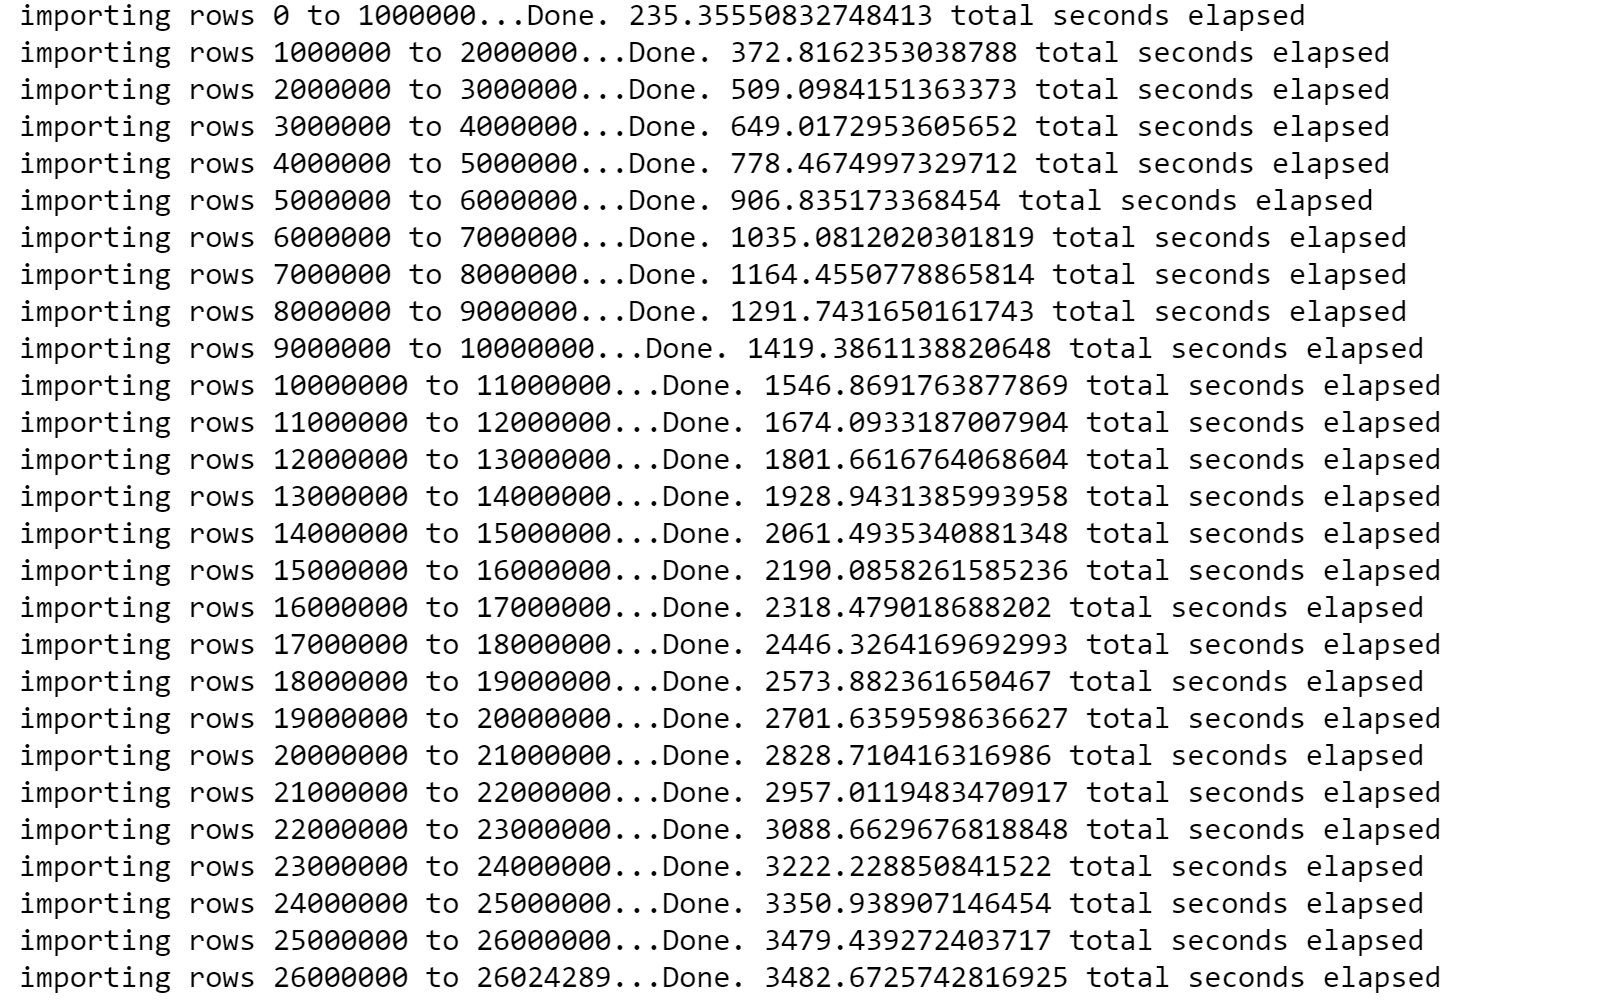 importing rows 0 to 1000000...Done. 235.35550832748413 total seconds elapsed
importing rows 1000000 to 2000000...Done. 372.8162353038788 total seconds elapsed
importing rows 2000000 to 3000000...Done. 509.0984151363373 total seconds elapsed
importing rows 3000000 to 4000000...Done. 649.0172953605652 total seconds elapsed
importing rows 4000000 to 5000000...Done. 778.4674997329712 total seconds elapsed
importing rows 5000000 to 6000000...Done. 906.835173368454 total seconds elapsed
importing rows 6000000 to 7000000...Done. 1035.0812020301819 total seconds elapsed
importing rows 7000000 to 8000000...Done. 1164.4550778865814 total seconds elapsed
importing rows 8000000 to 9000000...Done. 1291.7431650161743 total seconds elapsed
importing rows 9000000 to 10000000...Done. 1419.3861138820648 total seconds elapsed
importing rows 10000000 to 11000000...Done. 1546.8691763877869 total seconds elapsed
importing rows 11000000 to 12000000...Done. 1674.0933187007904 total seconds elapsed
importing rows 12000000 to 13000000...Done. 1801.6616764068604 total seconds elapsed
importing rows 13000000 to 14000000...Done. 1928.9431385993958 total seconds elapsed
importing rows 14000000 to 15000000...Done. 2061.4935340881348 total seconds elapsed
importing rows 15000000 to 16000000...Done. 2190.0858261585236 total seconds elapsed
importing rows 16000000 to 17000000...Done. 2318.479018688202 total seconds elapsed
importing rows 17000000 to 18000000...Done. 2446.3264169692993 total seconds elapsed
importing rows 18000000 to 19000000...Done. 2573.882361650467 total seconds elapsed
importing rows 19000000 to 20000000...Done. 2701.6359598636627 total seconds elapsed
importing rows 20000000 to 21000000...Done. 2828.710416316986 total seconds elapsed
importing rows 21000000 to 22000000...Done. 2957.0119483470917 total seconds elapsed
importing rows 22000000 to 23000000...Done. 3088.6629676818848 total seconds elapsed
importing rows 23000000 to 24000000...Done. 3222.228850841522 total seconds elapsed
importing rows 24000000 to 25000000...Done. 3350.938907146454 total seconds elapsed
importing rows 25000000 to 26000000...Done. 3479.439272403717 total seconds elapsed
importing rows 26000000 to 26024289...Done. 3482.6725742816925 total seconds elapsed